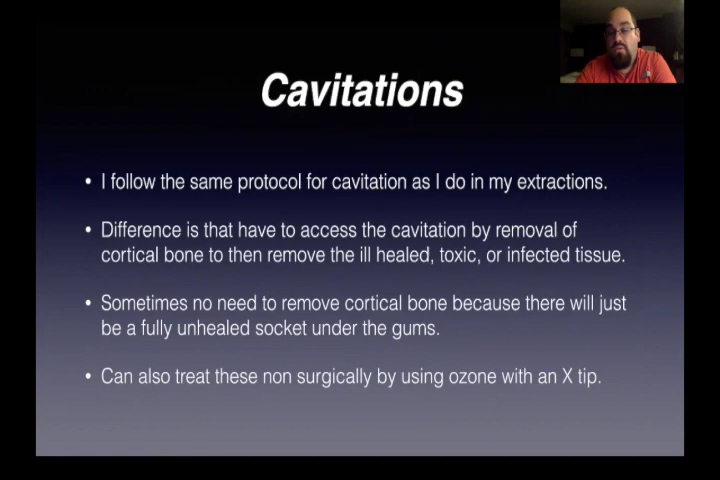 Cavitations
• I follow the same protocol for cavitation as I do in my extractions.
• Difference is that have to access the cavitation by removal of
cortical bone to then remove the ill healed, toxic, or infected tissue.
• Sometimes no need to remove cortical bone because there will just
be a fully unhealed socket under the gums.
• Can also treat these non surgically by using ozone with an X tip.